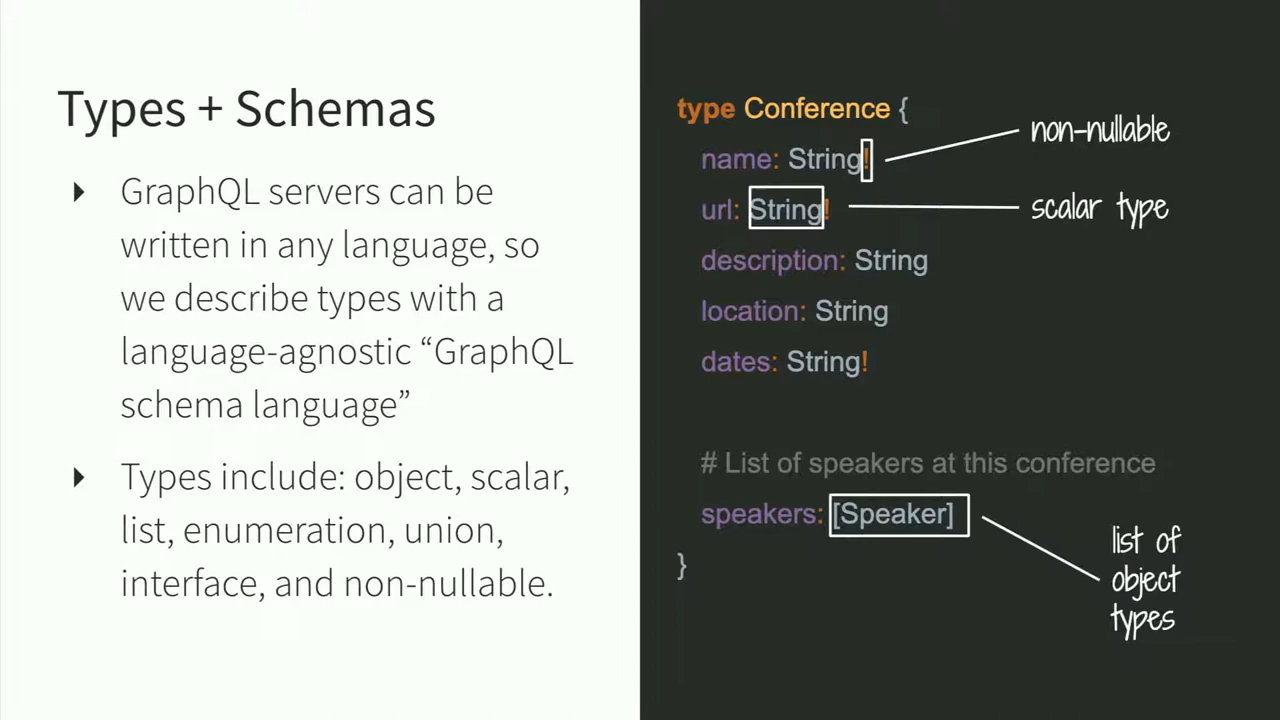 Types + Schemas
GraphQL servers can be
written in any language, so
we describe types with a
language-agnostic “GraphQL
schema language”
Types include: object, scalar,
list, enumeration, union,
interface, and non-nullable.
type Conference {
name: String!
non-nullable
url: String!
scalar type
description: String
location: String
dates: String!
# List of speakers at this conference
speakers: [Speaker]
list of
object
types
}